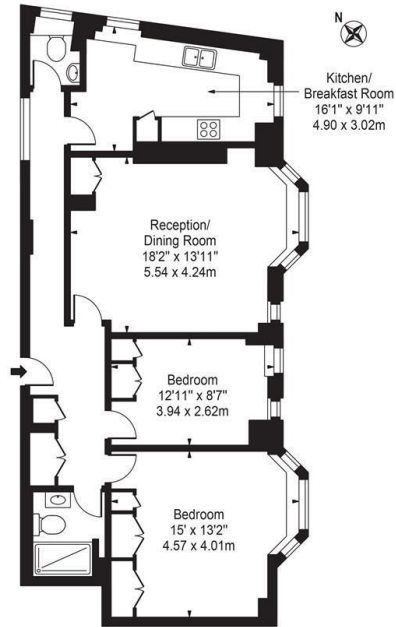 N
Kitchen/
Breakfast Room
16'1" x 9'11"
4.90 x 3.02m
Reception/
Dining Room
18'2" x 13'11"
5.54 x 4.24m
Bedroom
12'11" x 8'7"
3.94 x 2.62m
Bedroom
15' x 13'2"
4.57 x 4.01m